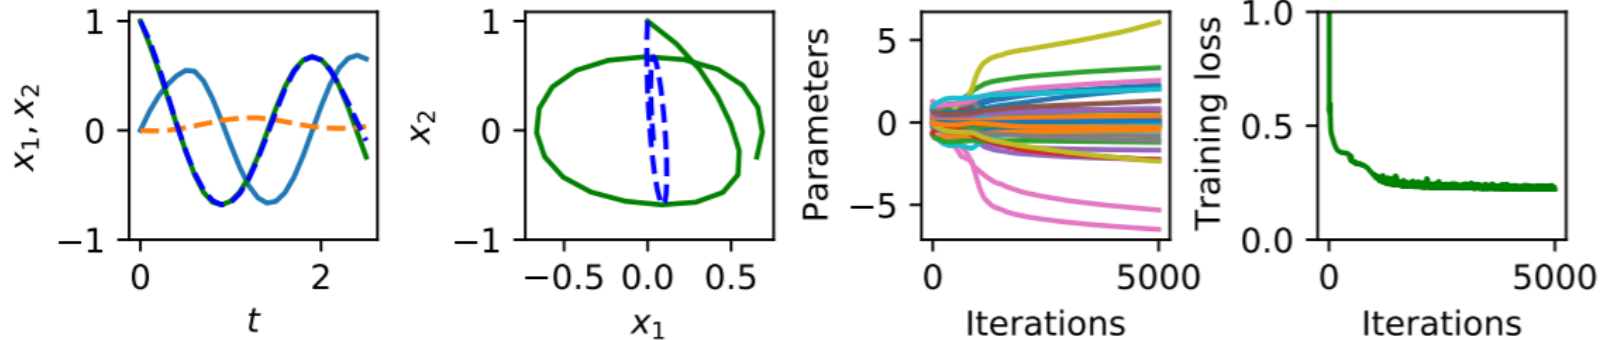 1
0
−1
x₁, x₂
0 2
t
1
0
−1
x₂
−0.5 0.0 0.5
x₁
5
0
−5
Parameters
0 5000
Iterations
1.0
0.5
0.0
Training loss
0 5000
Iterations